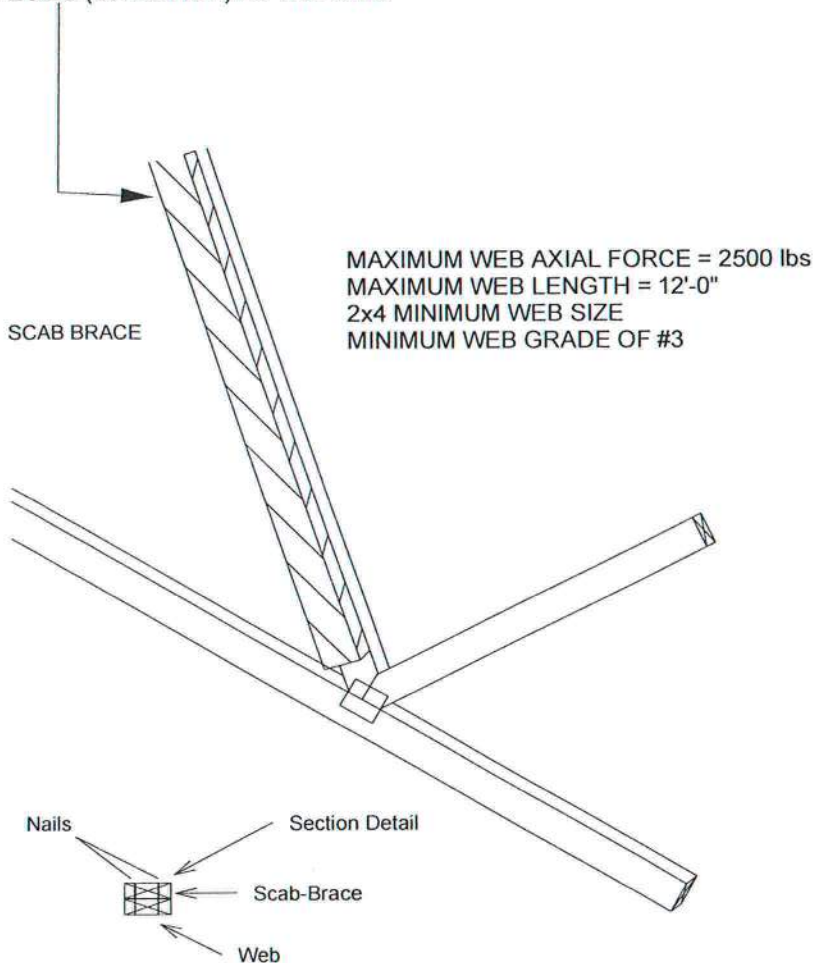 SCAB BRACE
MAXIMUM WEB AXIAL FORCE = 2500 lbs
MAXIMUM WEB LENGTH = 12'-0"
2x4 MINIMUM WEB SIZE
MINIMUM WEB GRADE OF #3
Nails
Section Detail
Scab-Brace
Web